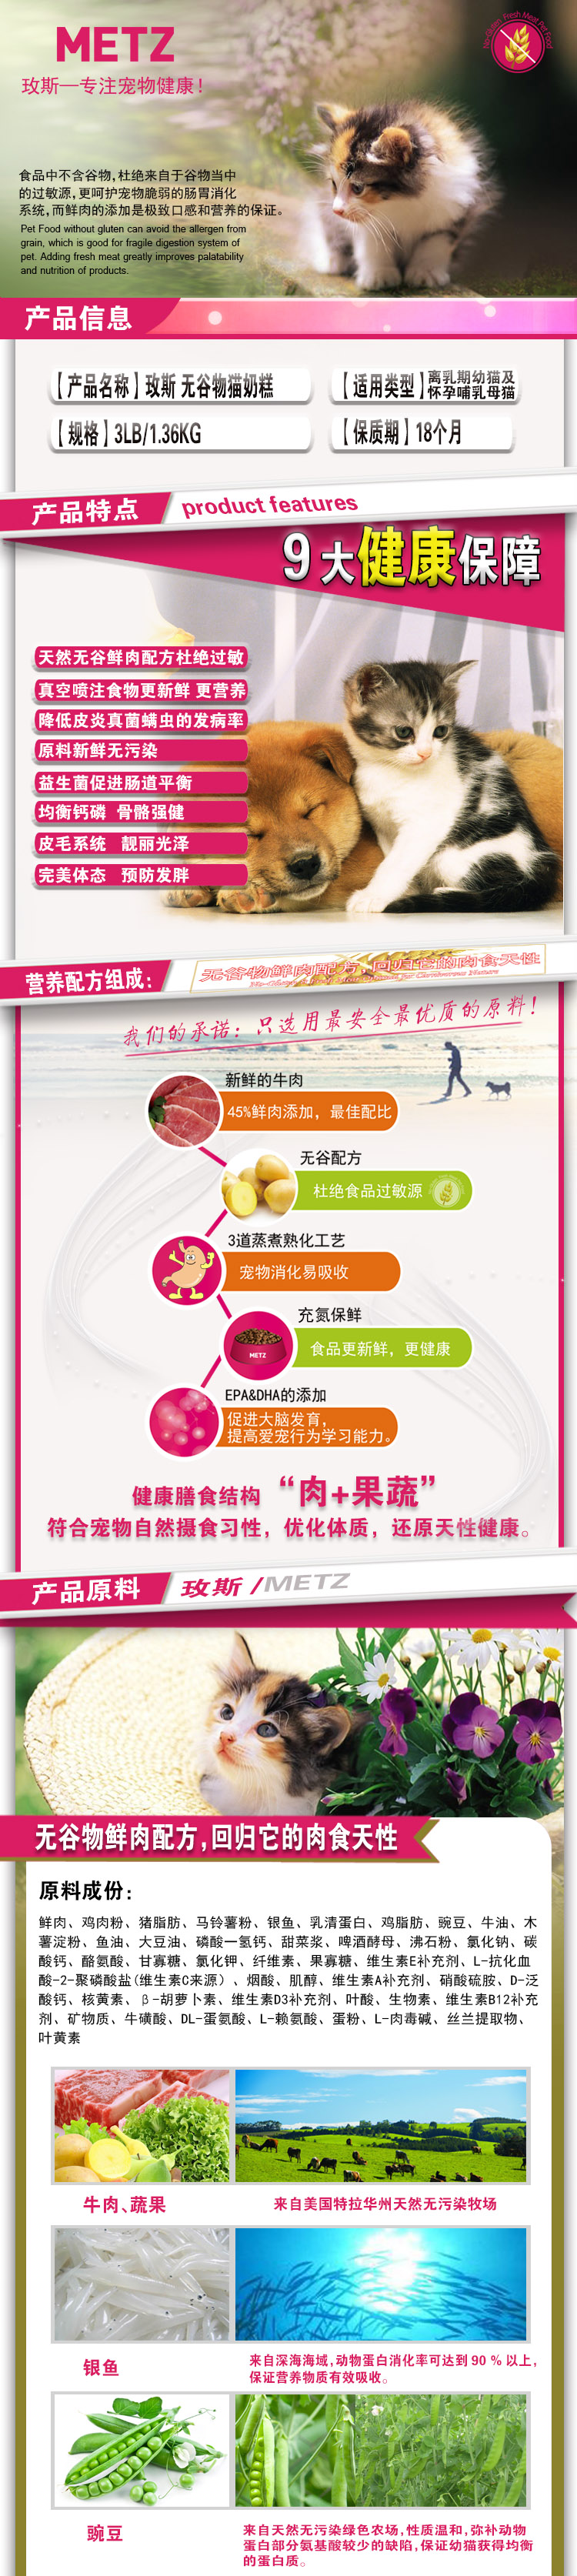 METZ
No-Gluten Fresh Meat Pet Food
玫斯—专注宠物健康!
食品中不含谷物,杜绝来自于谷物当中
的过敏源,更呵护宠物脆弱的肠胃消化
系统,而鲜肉的添加是极致口感和营养的保证。
Pet Food without gluten can avoid the allergen from
grain, which is good for fragile digestion system of
pet. Adding fresh meat greatly improves palatability
and nutrition of products.
产品信息
【产品名称】玫斯 无谷物猫奶糕
【适用类型】离乳期幼猫及
怀孕哺乳母猫
【规格】3LB/1.36KG
【保质期】18个月
产品特点
product features
9大健康保障
天然无谷鲜肉配方杜绝过敏
真空喷注食物更新鲜 更营养
降低皮炎真菌螨虫的发病率
原料新鲜无污染
益生菌促进肠道平衡
均衡钙磷 骨骼强健
皮毛系统 靓丽光泽
完美体态 预防发胖
营养配方组成:
无谷物鲜肉配方,回归它的肉食天性
我们的承诺:只选用最安全最优质的原料!
新鲜的牛肉
45%鲜肉添加，最佳配比
无谷配方
杜绝食品过敏源
3道蒸煮熟化工艺
宠物消化易吸收
充氮保鲜
食品更新鲜，更健康
METZ
EPA&DHA的添加
促进大脑发育，
提高爱宠行为学习能力。
健康膳食结构 “肉+果蔬”
符合宠物自然摄食习性，优化体质，还原天性健康。
产品原料
玫斯/METZ
无谷物鲜肉配方,回归它的肉食天性
原料成份:
鲜肉、鸡肉粉、猪脂肪、马铃薯粉、银鱼、乳清蛋白、鸡脂肪、豌豆、牛油、木
薯淀粉、鱼油、大豆油、磷酸一氢钙、甜菜浆、啤酒酵母、沸石粉、氯化钠、碳
酸钙、酪氨酸、甘寡糖、氯化钾、纤维素、果寡糖、维生素E补充剂、L-抗化血
酸-2-聚磷酸盐(维生素C来源）、烟酸、肌醇、维生素A补充剂、硝酸硫胺、D-泛
酸钙、核黄素、β-胡萝卜素、维生素D3补充剂、叶酸、生物素、维生素B12补充
剂、矿物质、牛磺酸、DL-蛋氨酸、L-赖氨酸、蛋粉、L-肉毒碱、丝兰提取物、
叶黄素
牛肉、蔬果
来自美国特拉华州天然无污染牧场
银鱼
来自深海海域,动物蛋白消化率可达到 90 % 以上,
保证营养物质有效吸收。
豌豆
来自天然无污染绿色农场,性质温和,弥补动物
蛋白部分氨基酸较少的缺陷,保证幼猫获得均衡
的蛋白质。